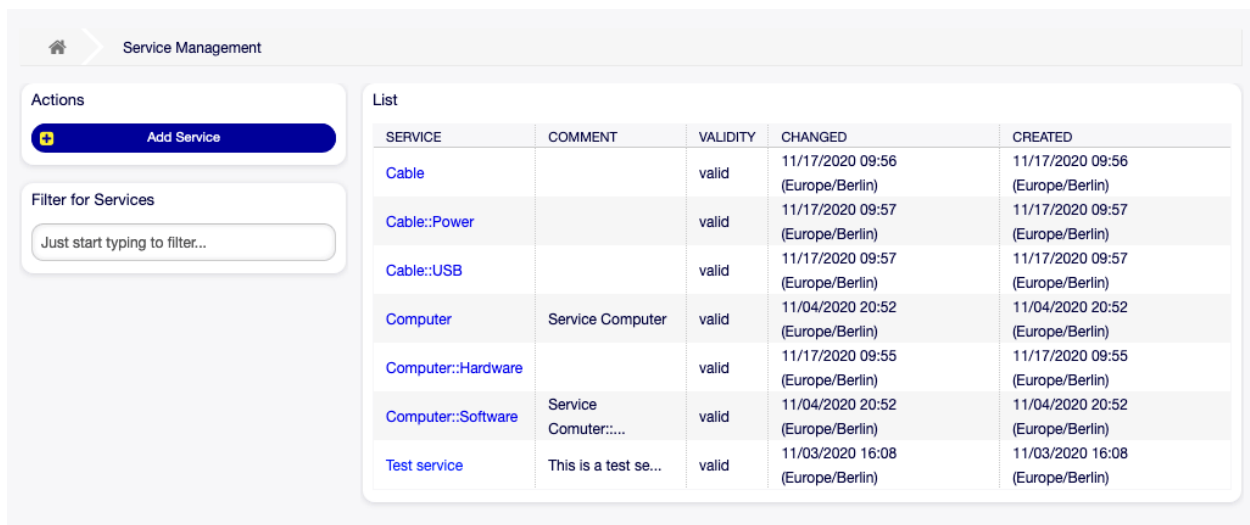 Service Management
Actions
Add Service
Filter for Services
Just start typing to filter...
List
SERVICE COMMENT VALIDITY CHANGED CREATED
Cable valid 11/17/2020 09:56 (Europe/Berlin) 11/17/2020 09:56 (Europe/Berlin)
Cable::Power valid 11/17/2020 09:57 (Europe/Berlin) 11/17/2020 09:57 (Europe/Berlin)
Cable::USB valid 11/17/2020 09:57 (Europe/Berlin) 11/17/2020 09:57 (Europe/Berlin)
Computer Service Computer valid 11/04/2020 20:52 (Europe/Berlin) 11/04/2020 20:52 (Europe/Berlin)
Computer::Hardware valid 11/17/2020 09:55 (Europe/Berlin) 11/17/2020 09:55 (Europe/Berlin)
Computer::Software Service Comuter::... valid 11/04/2020 20:52 (Europe/Berlin) 11/04/2020 20:52 (Europe/Berlin)
Test service This is a test se... valid 11/03/2020 16:08 (Europe/Berlin) 11/03/2020 16:08 (Europe/Berlin)